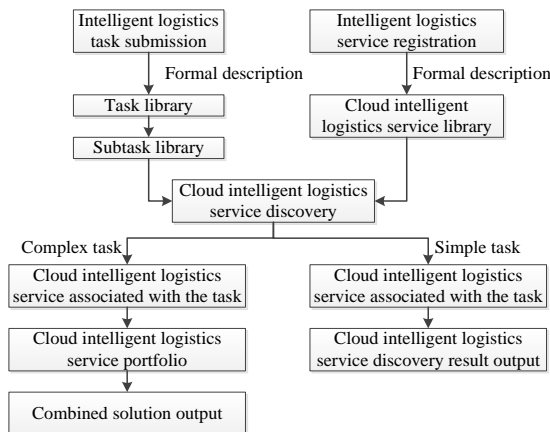 Intelligent logistics
task submission
Intelligent logistics
service registration
Formal description
Formal description
Task library
Cloud intelligent
logistics service library
Subtask library
Cloud intelligent logistics
service discovery
Complex task
Simple task
Cloud intelligent logistics
service associated with the task
Cloud intelligent logistics
service associated with the task
Cloud intelligent logistics
service portfolio
Cloud intelligent logistics
service discovery result output
Combined solution output